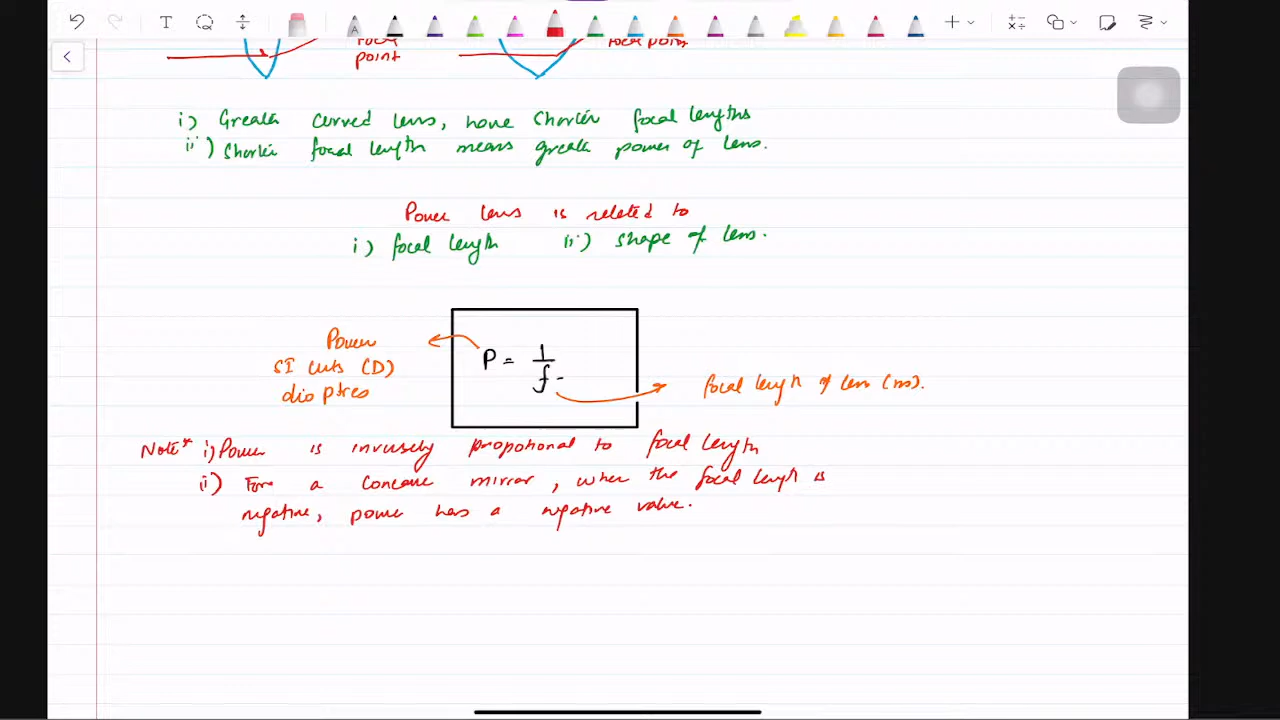 focal focal point
point
i) Greater curved lens, have shorter focal lengths
ii) Shorter focal length means greater power of lens.
Power lens is related to
i) focal length ii) shape of lens.
Power
SI Units (D)
dioptres
P = 1/f
focal length of lens (m).
Note* i) Power is inversely propotional to focal length
ii) For a concave mirror, when the focal length is
negative, power has a negative value.